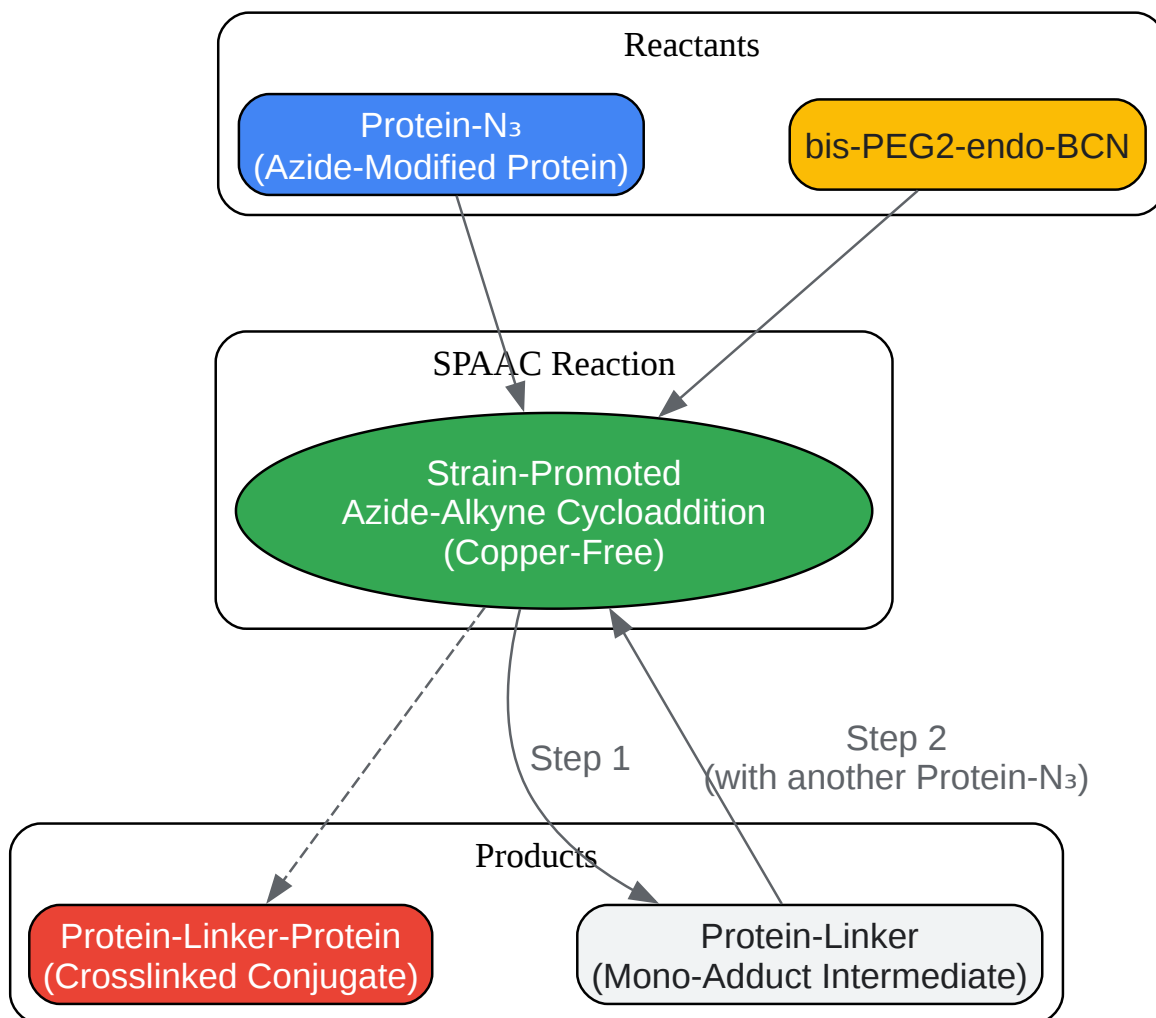 Reactants
Protein-N₃
(Azide-Modified Protein)
bis-PEG2-endo-BCN
SPAAC Reaction
Strain-Promoted
Azide-Alkyne Cycloaddition
(Copper-Free)
Step 1
Step 2
(with another Protein-N₃)
Products
Protein-Linker-Protein
(Crosslinked Conjugate)
Protein-Linker
(Mono-Adduct Intermediate)